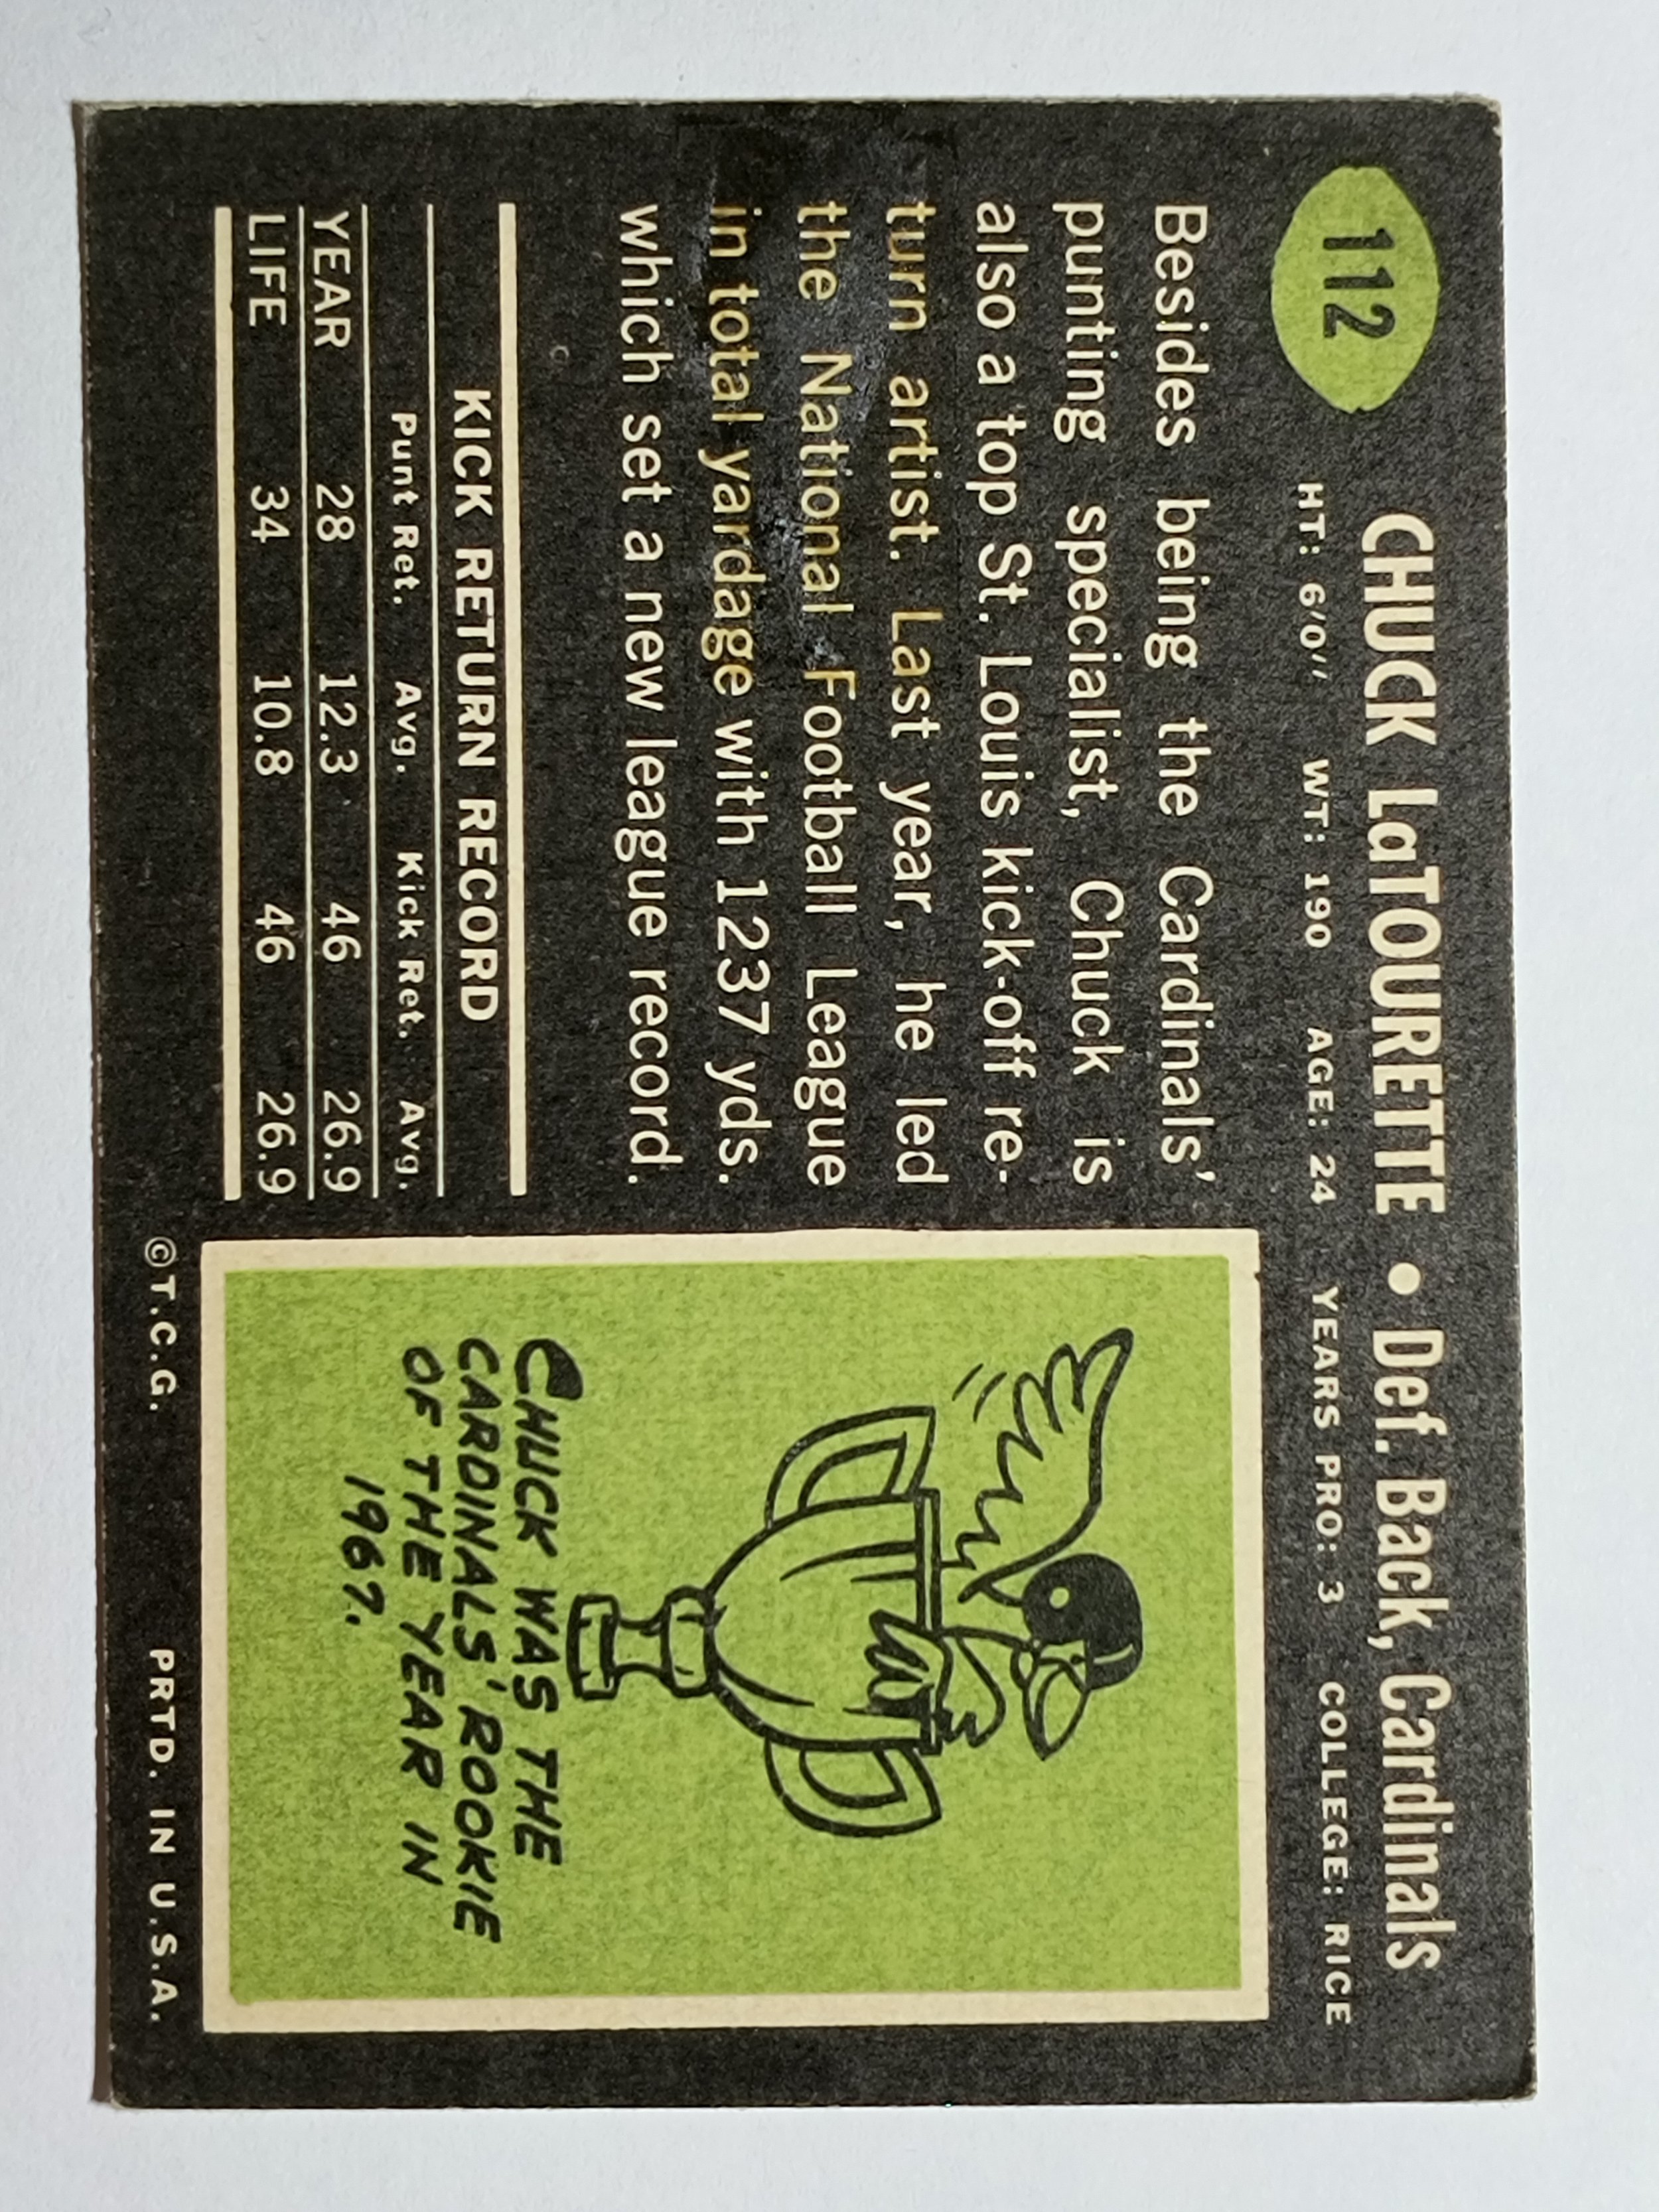 112
CHUCK LaTOURETTE • Def. Back, Cardinals
HT: 6'0'' WT: 190 AGE: 24 YEARS PRO: 3 COLLEGE: RICE
Besides being the Cardinals'
punting specialist, Chuck is
also a top St. Louis kick-off re-
turn artist. Last year, he led
the National Football League
in total yardage with 1237 yds.
which set a new league record.
KICK RETURN RECORD
Punt Ret. Avg. Kick Ret. Avg.
YEAR 28 12.3 46 26.9
LIFE 34 10.8 46 26.9
CHUCK WAS THE
CARDINALS' ROOKIE
OF THE YEAR IN
1967.
©T.C.G. PRTD. IN U.S.A.